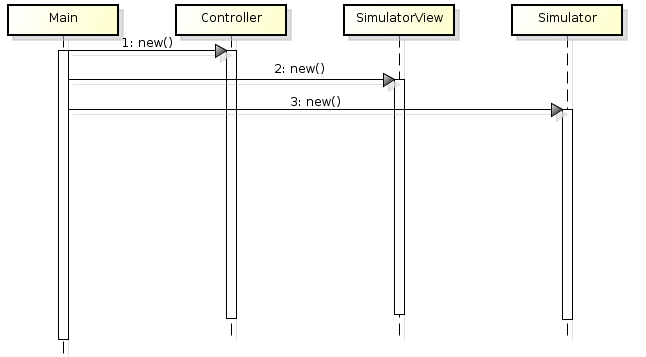 Main
Controller
SimulatorView
Simulator
1: new()
2: new()
3: new()